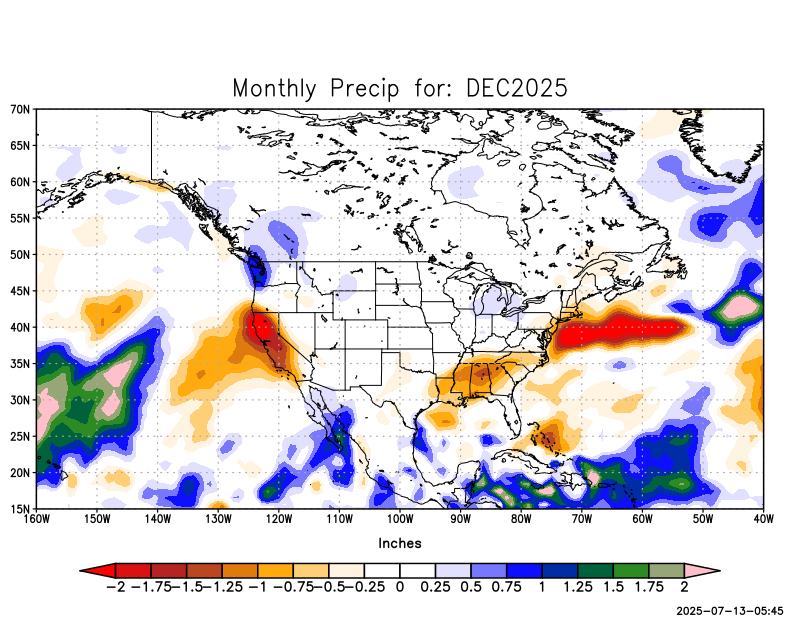 Monthly Precip for: DEC2025
70N
65N
60N
55N
50N
45N
40N
35N
30N
25N
20N
15N
160W 150W 140W 130W 120W 110W 100W 90W 80W 70W 60W 50W 40W
Inches
-2 -1.75 -1.5 -1.25 -1 -0.75 -0.5 -0.25 0 0.25 0.5 0.75 1 1.25 1.5 1.75 2
2025-07-13-05:45